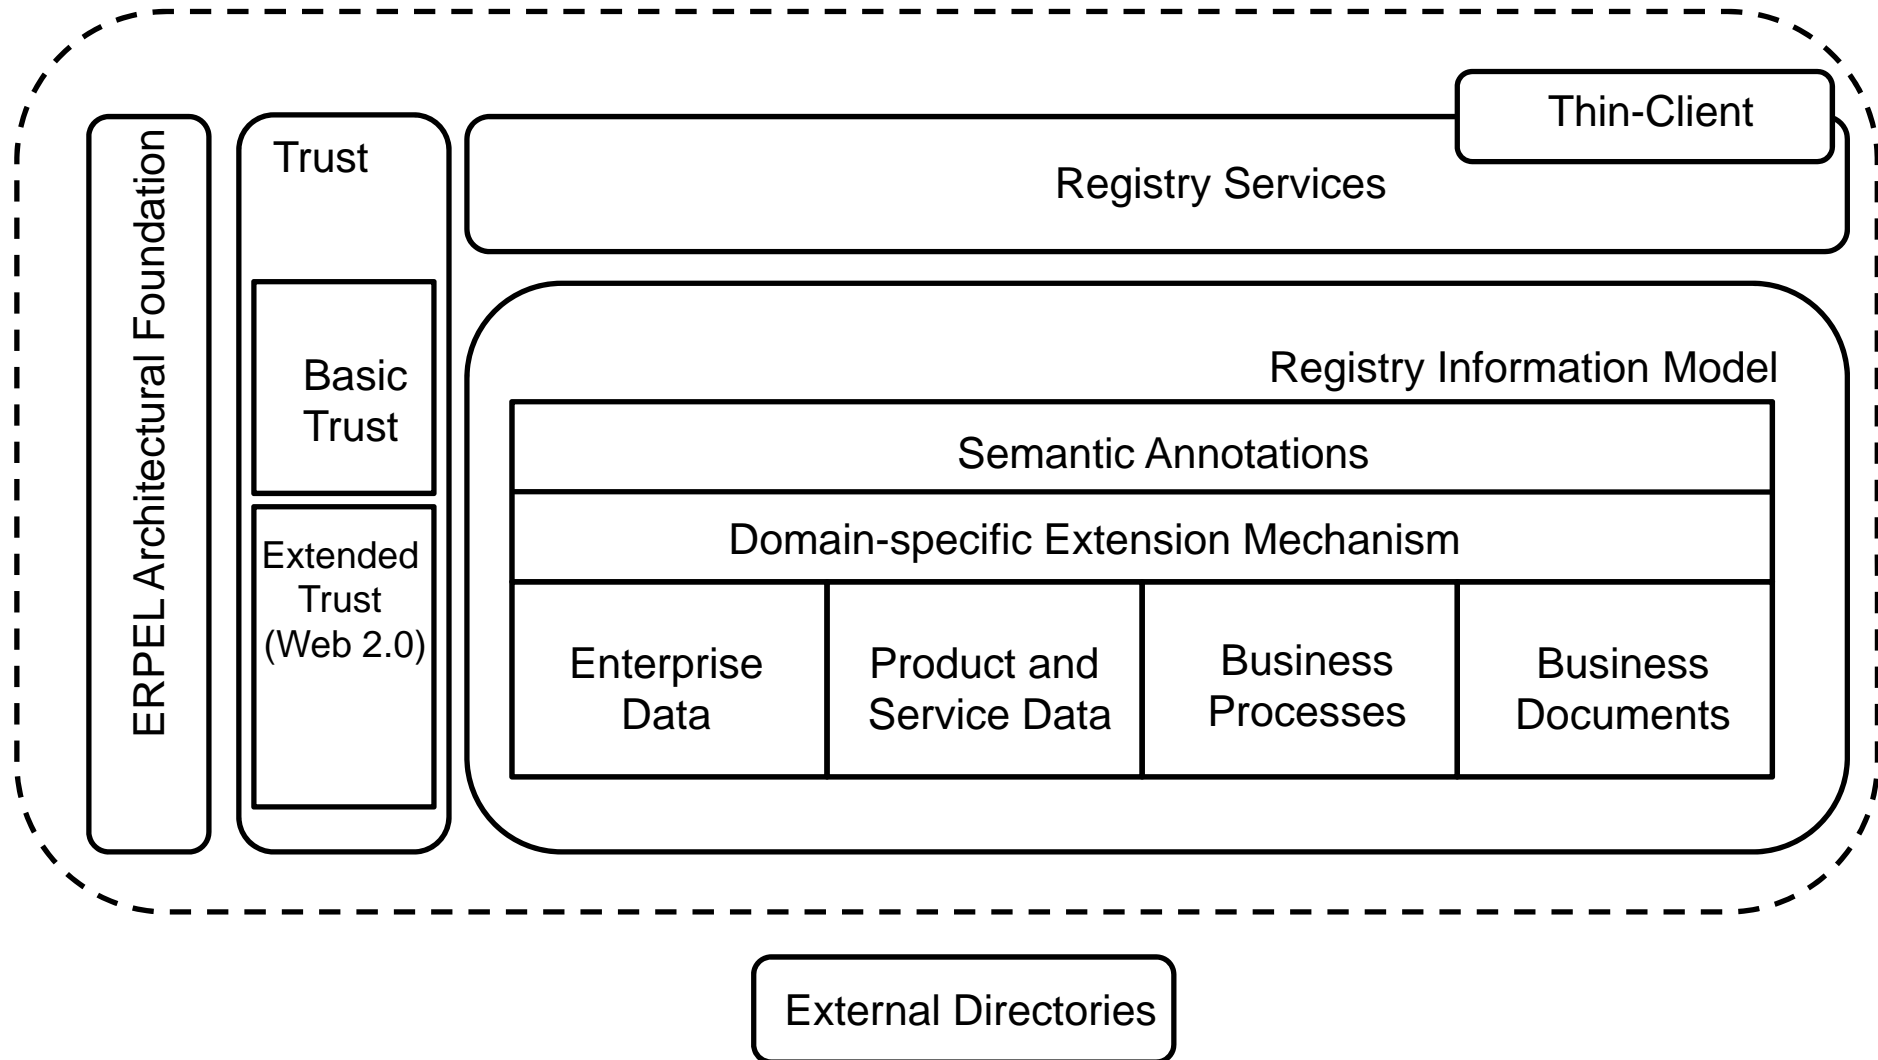 Thin-Client
ERPEL Architectural Foundation
Trust
Registry Services
Basic
Trust
Extended
Trust
(Web 2.0)
Registry Information Model
Semantic Annotations
Domain-specific Extension Mechanism
Enterprise
Data
Product and
Service Data
Business
Processes
Business
Documents
External Directories